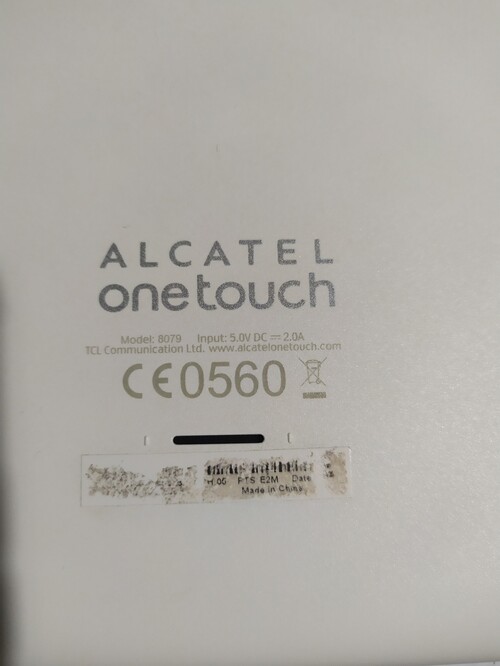 ALCATEL
onetouch
Model: 8079 Input: 5.0V DC ⎓ 2.0A
TCL Communication Ltd. www.alcatelonetouch.com
CE0560
PTS E2M Date
Made in China